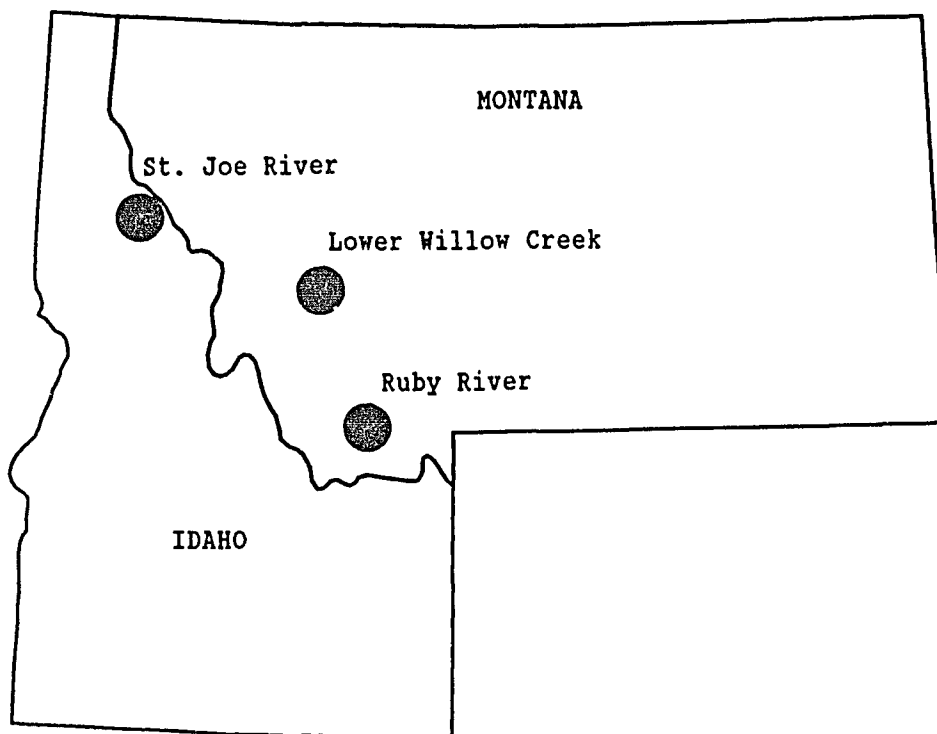 MONTANA
St. Joe River
Lower Willow Creek
Ruby River
IDAHO